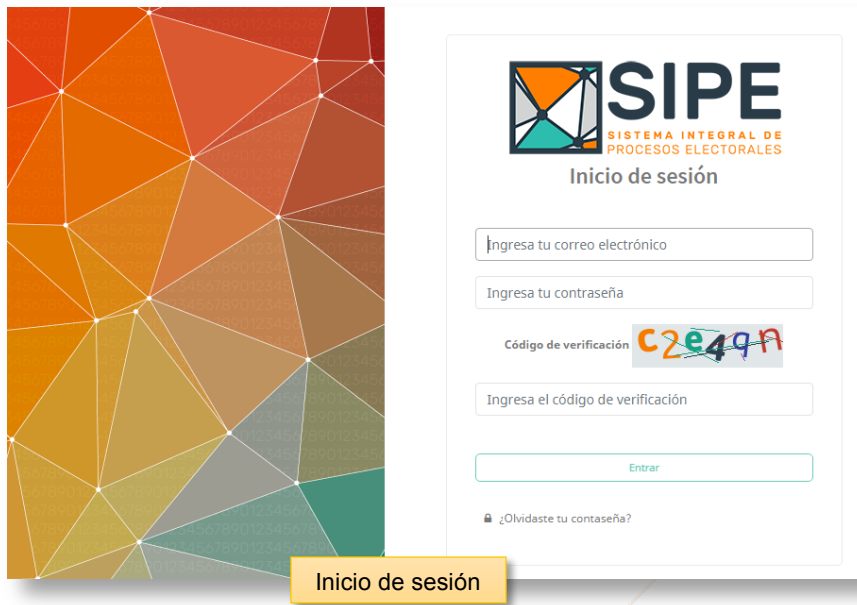 SIPE
SISTEMA INTEGRAL DE
PROCESOS ELECTORALES
Inicio de sesión
Ingresa tu correo electrónico
Ingresa tu contraseña
Código de verificación c2e4qn
Ingresa el código de verificación
Entrar
¿Olvidaste tu contaseña?
Inicio de sesión